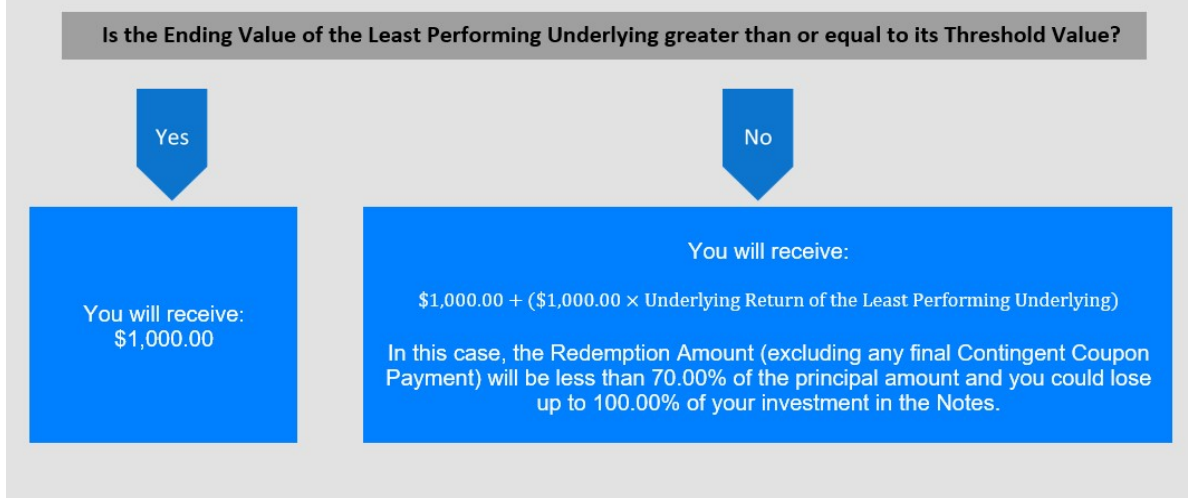 Is the Ending Value of the Least Performing Underlying greater than or equal to its Threshold Value?
Yes
No
You will receive:
$1,000.00
You will receive:
$1,000.00 + ($1,000.00 × Underlying Return of the Least Performing Underlying)
In this case, the Redemption Amount (excluding any final Contingent Coupon
Payment) will be less than 70.00% of the principal amount and you could lose
up to 100.00% of your investment in the Notes.